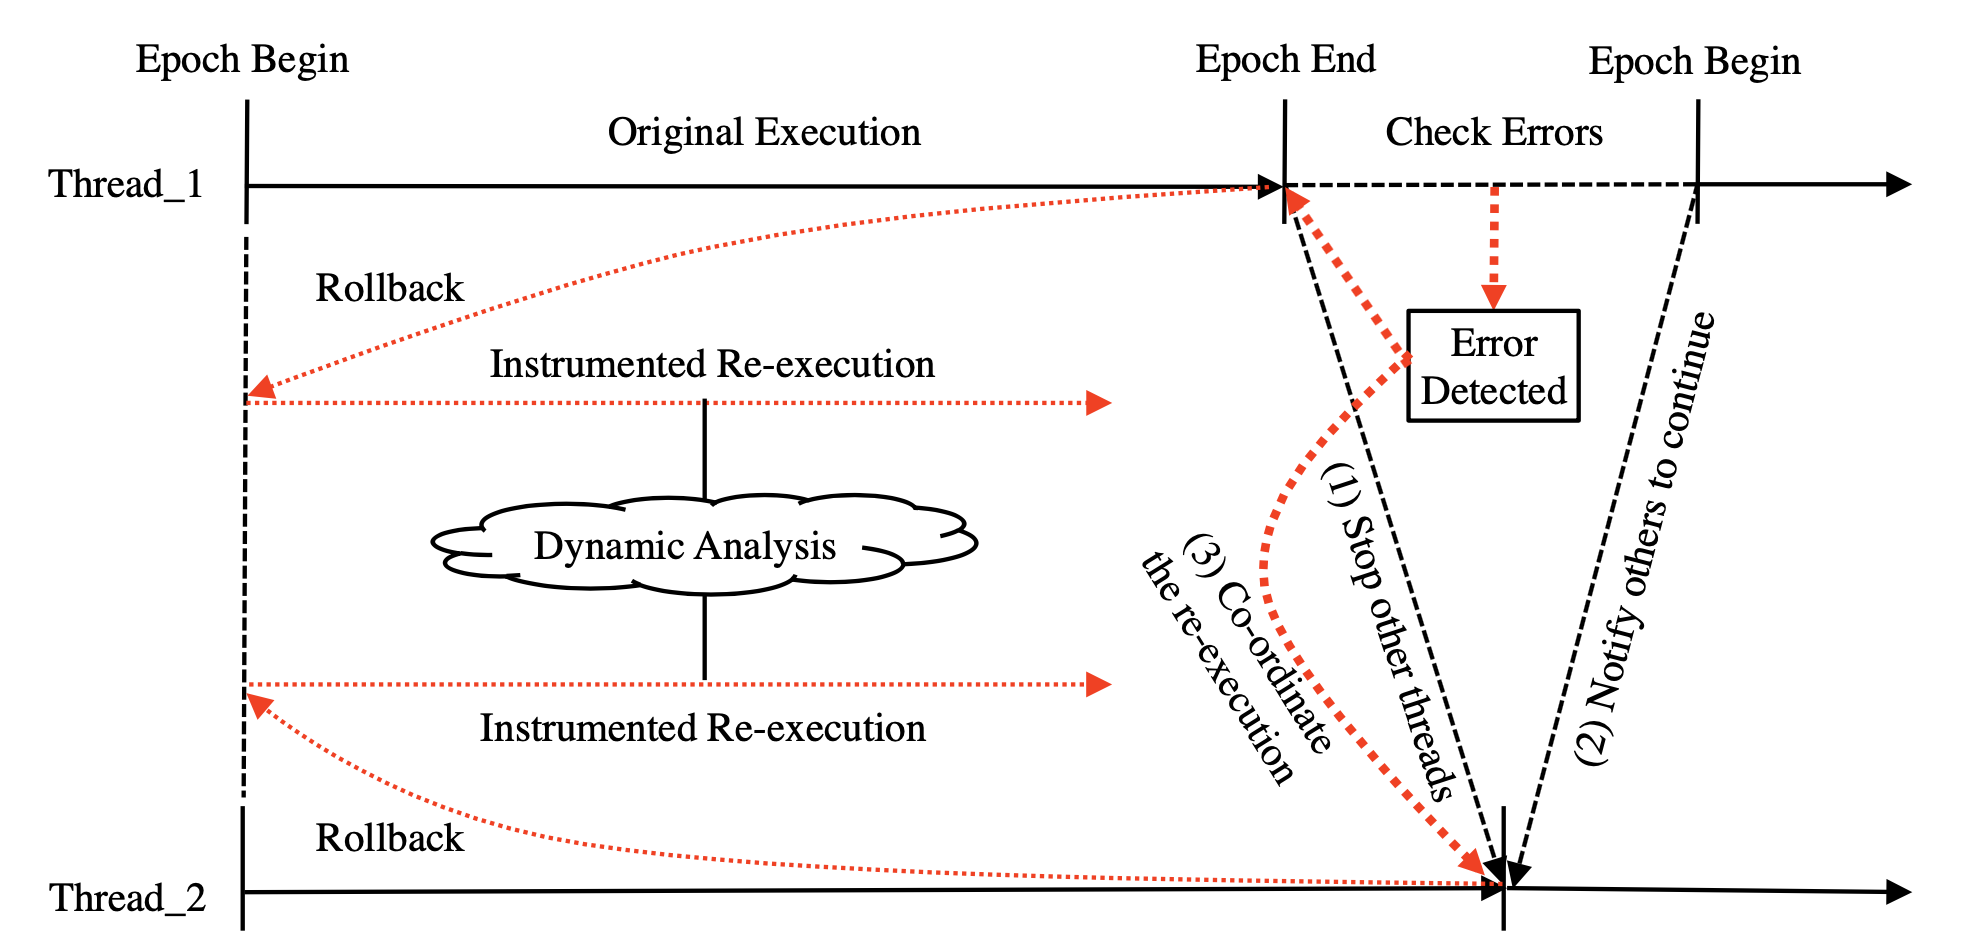 Epoch Begin
Epoch End
Epoch Begin
Original Execution
Check Errors
Thread_1
Rollback
Error
Detected
Instrumented Re-execution
Dynamic Analysis
(1) Stop other threads
(2) Notify others to continue
(3) Co-ordinate
the re-execution
Instrumented Re-execution
Rollback
Thread_2